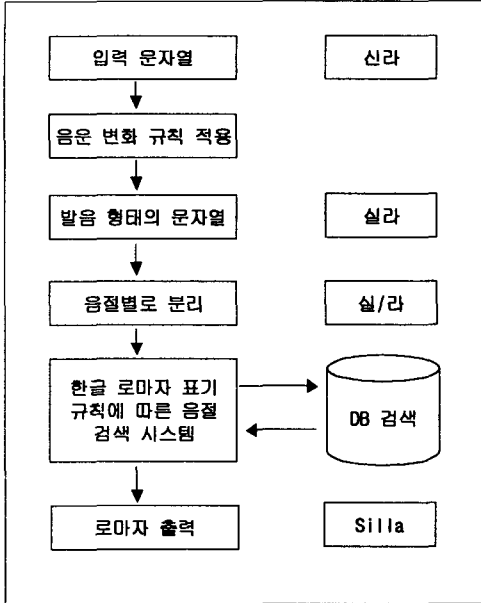 입력 문자열
신라
음운 변화 규칙 적용
발음 형태의 문자열
실라
음절별로 분리
실/라
한글 로마자 표기
규칙에 따른 음절
검색 시스템
DB 검색
로마자 출력
Silla